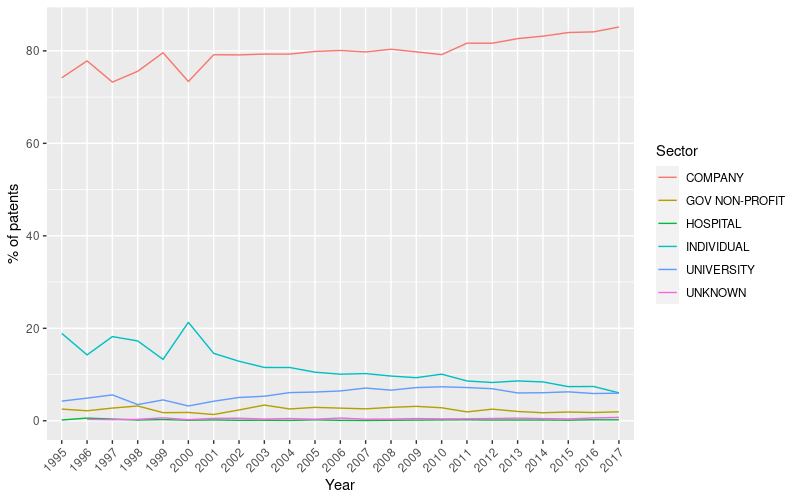 80
60
40
20
0
% of patents
1995 1996 1997 1998 1999 2000 2001 2002 2003 2004 2005 2006 2007 2008 2009 2010 2011 2012 2013 2014 2015 2016 2017
Year
Sector
COMPANY
GOV NON-PROFIT
HOSPITAL
INDIVIDUAL
UNIVERSITY
UNKNOWN